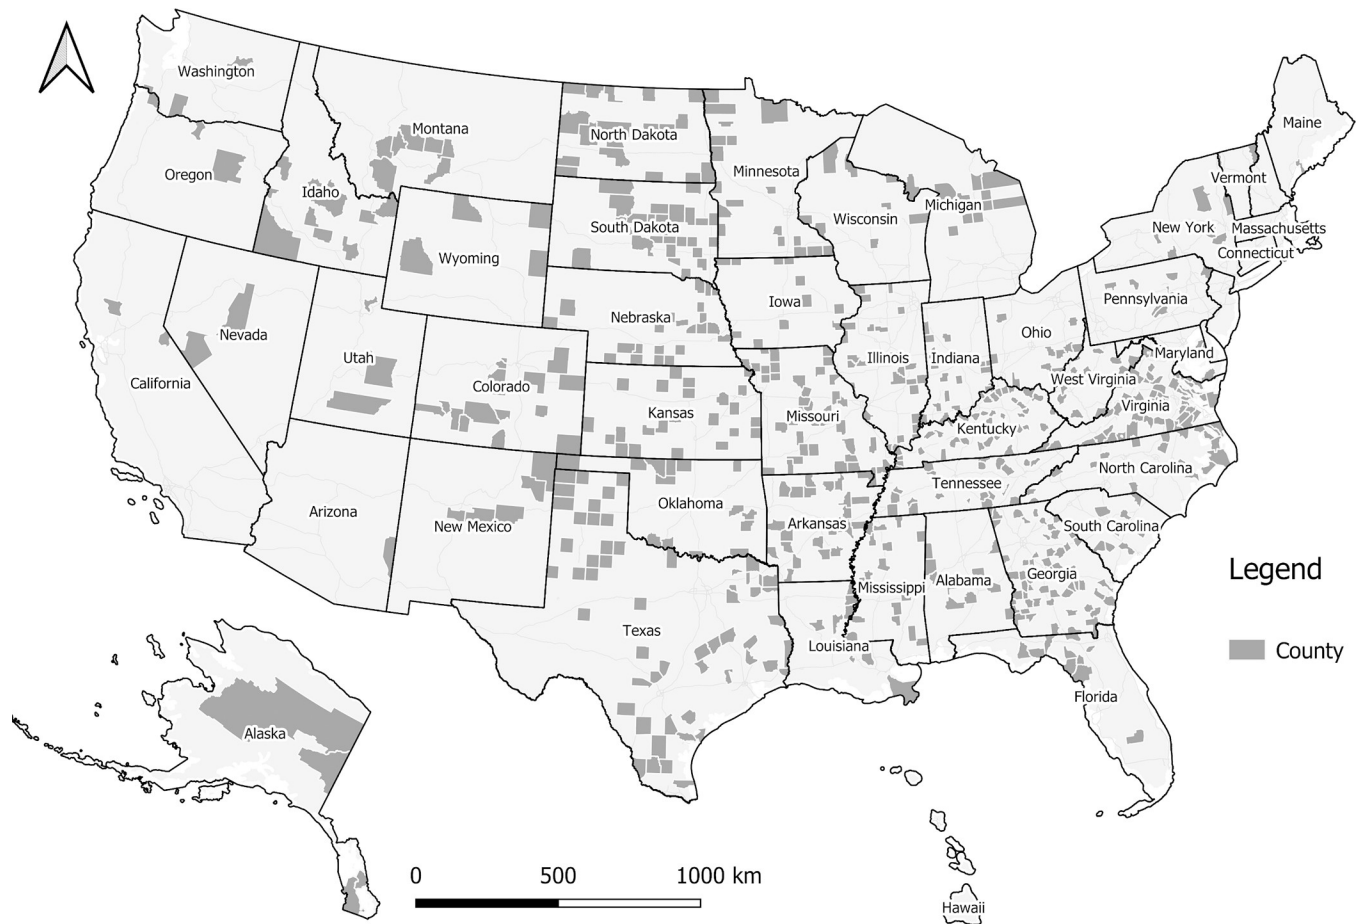 Washington
Montana
North Dakota
Minnesota
Maine
Oregon
Idaho
Vermont
Michigan
Wisconsin
South Dakota
New York
Massachusetts
Wyoming
Connecticut
Nebraska
Iowa
Pennsylvania
Nevada
Ohio
Utah
Illinois
Indiana
Maryland
California
Colorado
West Virginia
Kansas
Missouri
Virginia
Kentucky
North Carolina
Tennessee
Arizona
New Mexico
Oklahoma
Arkansas
South Carolina
Mississippi
Alabama
Georgia
Legend
Texas
Louisiana
County
Florida
Alaska
0 500 1000 km
Hawaii